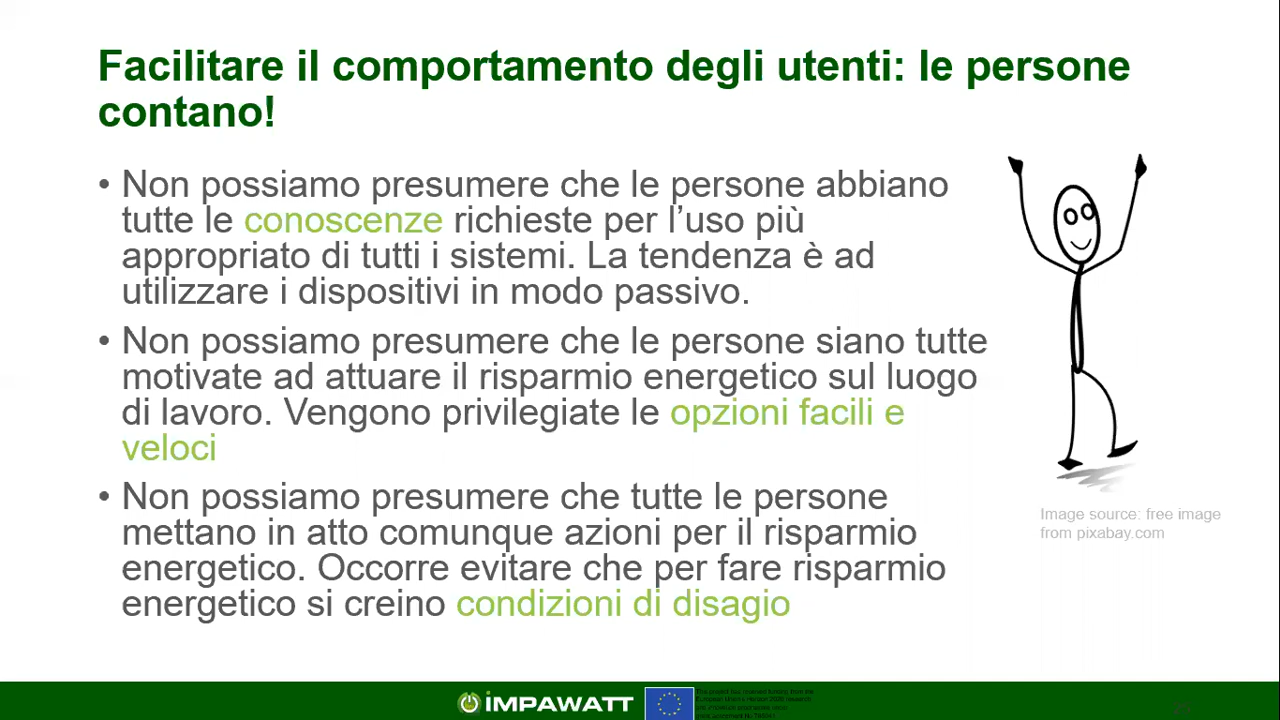 Facilitare il comportamento degli utenti: le persone
contano!
• Non possiamo presumere che le persone abbiano
tutte le conoscenze richieste per l’uso più
appropriato di tutti i sistemi. La tendenza è ad
utilizzare i dispositivi in modo passivo.
• Non possiamo presumere che le persone siano tutte
motivate ad attuare il risparmio energetico sul luogo
di lavoro. Vengono privilegiate le opzioni facili e
veloci
• Non possiamo presumere che tutte le persone
mettano in atto comunque azioni per il risparmio
energetico. Occorre evitare che per fare risparmio
energetico si creino condizioni di disagio
Image source: free image
from pixabay.com
iMPAWATT